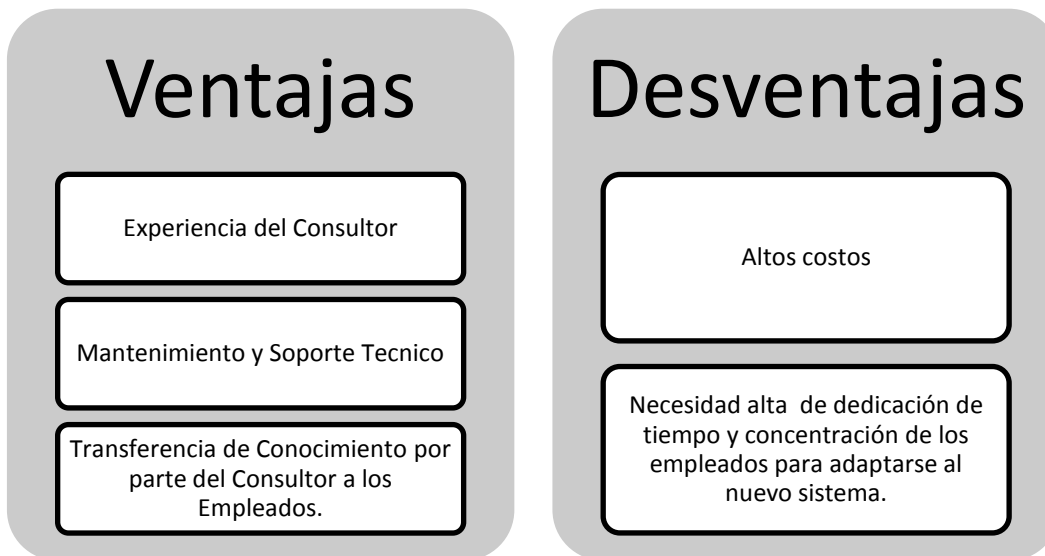 Ventajas
Experiencia del Consultor
Mantenimiento y Soporte Tecnico
Transferencia de Conocimiento por
parte del Consultor a los
Empleados.
Desventajas
Altos costos
Necesidad alta  de dedicación de
tiempo y concentración de los
empleados para adaptarse al
nuevo sistema.